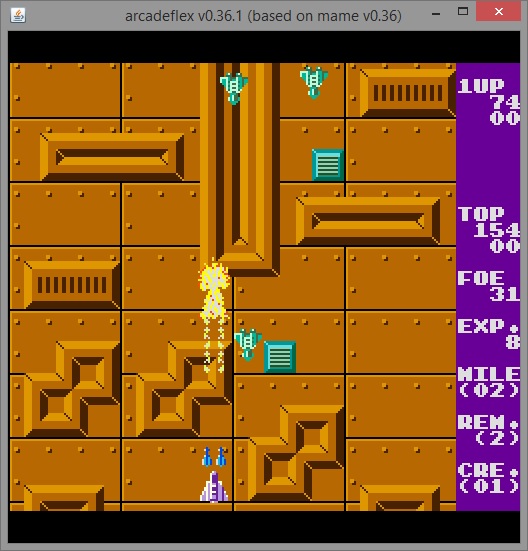 arcadeflex v0.36.1 (based on mame v0.36)
1UP
74
00
TOP
154
00
FOE
31
EXP.
8
MILE
(02)
REM.
(2)
CRE.
(01)